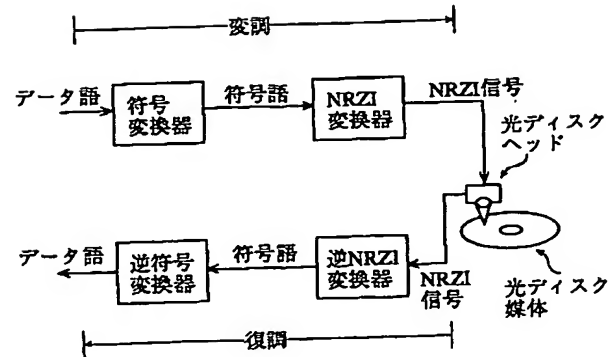 変調
データ語
符号
変換器
符号語
NRZI
変換器
NRZI信号
光ディスク
ヘッド
データ語
逆符号
変換器
符号語
逆NRZI
変換器
NRZI
信号
光ディスク
媒体
復調